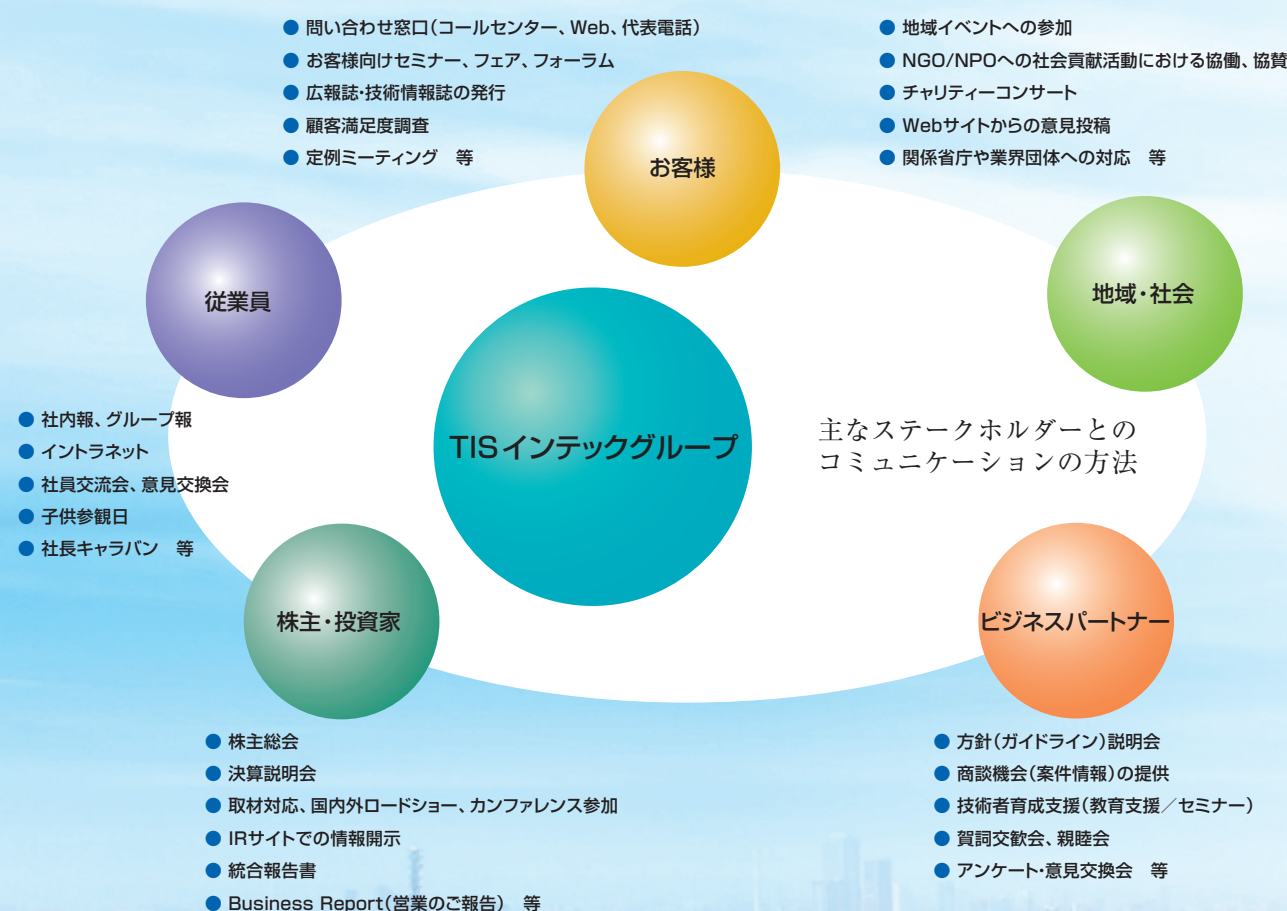 ● 問い合わせ窓口(コールセンター、Web、代表電話)
● お客様向けセミナー、フェア、フォーラム
● 広報誌・技術情報誌の発行
● 顧客満足度調査
● 定例ミーティング　等
お客様
● 地域イベントへの参加
● NGO/NPOへの社会貢献活動における協働、協賛
● チャリティーコンサート
● Webサイトからの意見投稿
● 関係省庁や業界団体への対応　等
地域・社会
従業員
● 社内報、グループ報
● イントラネット
● 社員交流会、意見交換会
● 子供参観日
● 社長キャラバン　等
TISインテックグループ
主なステークホルダーとの
コミュニケーションの方法
株主・投資家
● 株主総会
● 決算説明会
● 取材対応、国内外ロードショー、カンファレンス参加
● IRサイトでの情報開示
● 統合報告書
● Business Report(営業のご報告)　等
ビジネスパートナー
● 方針(ガイドライン)説明会
● 商談機会(案件情報)の提供
● 技術者育成支援(教育支援／セミナー)
● 賀詞交歓会、親睦会
● アンケート・意見交換会　等